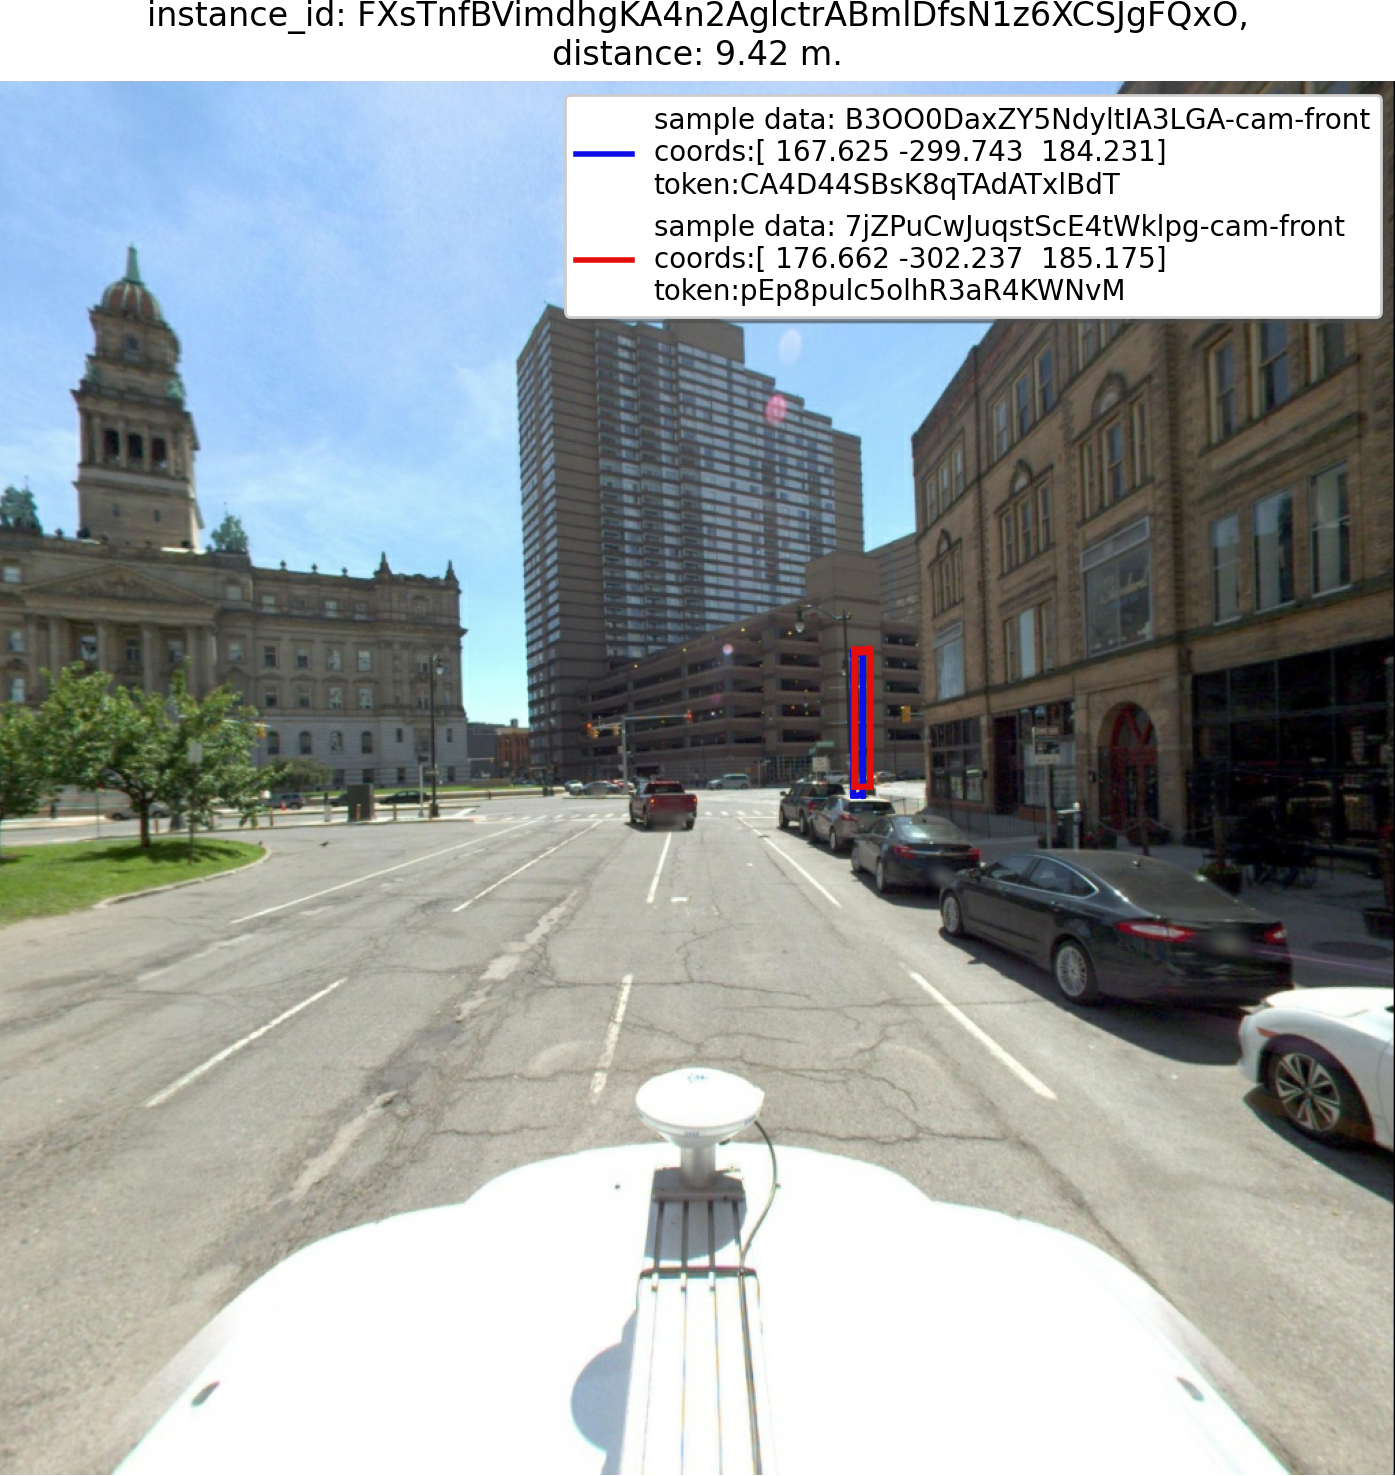 instance_id: FXsTnfBVimdhgKA4n2AglctrABmlDfsN1z6XCSJgFQxO,
distance: 9.42 m.
sample data: B3OO0DaxZY5NdyltIA3LGA-cam-front
coords:[ 167.625 -299.743  184.231]
token:CA4D44SBsK8qTAdATxlBdT
sample data: 7jZPuCwJuqstScE4tWklpg-cam-front
coords:[ 176.662 -302.237  185.175]
token:pEp8pulc5olhR3aR4KWNvM